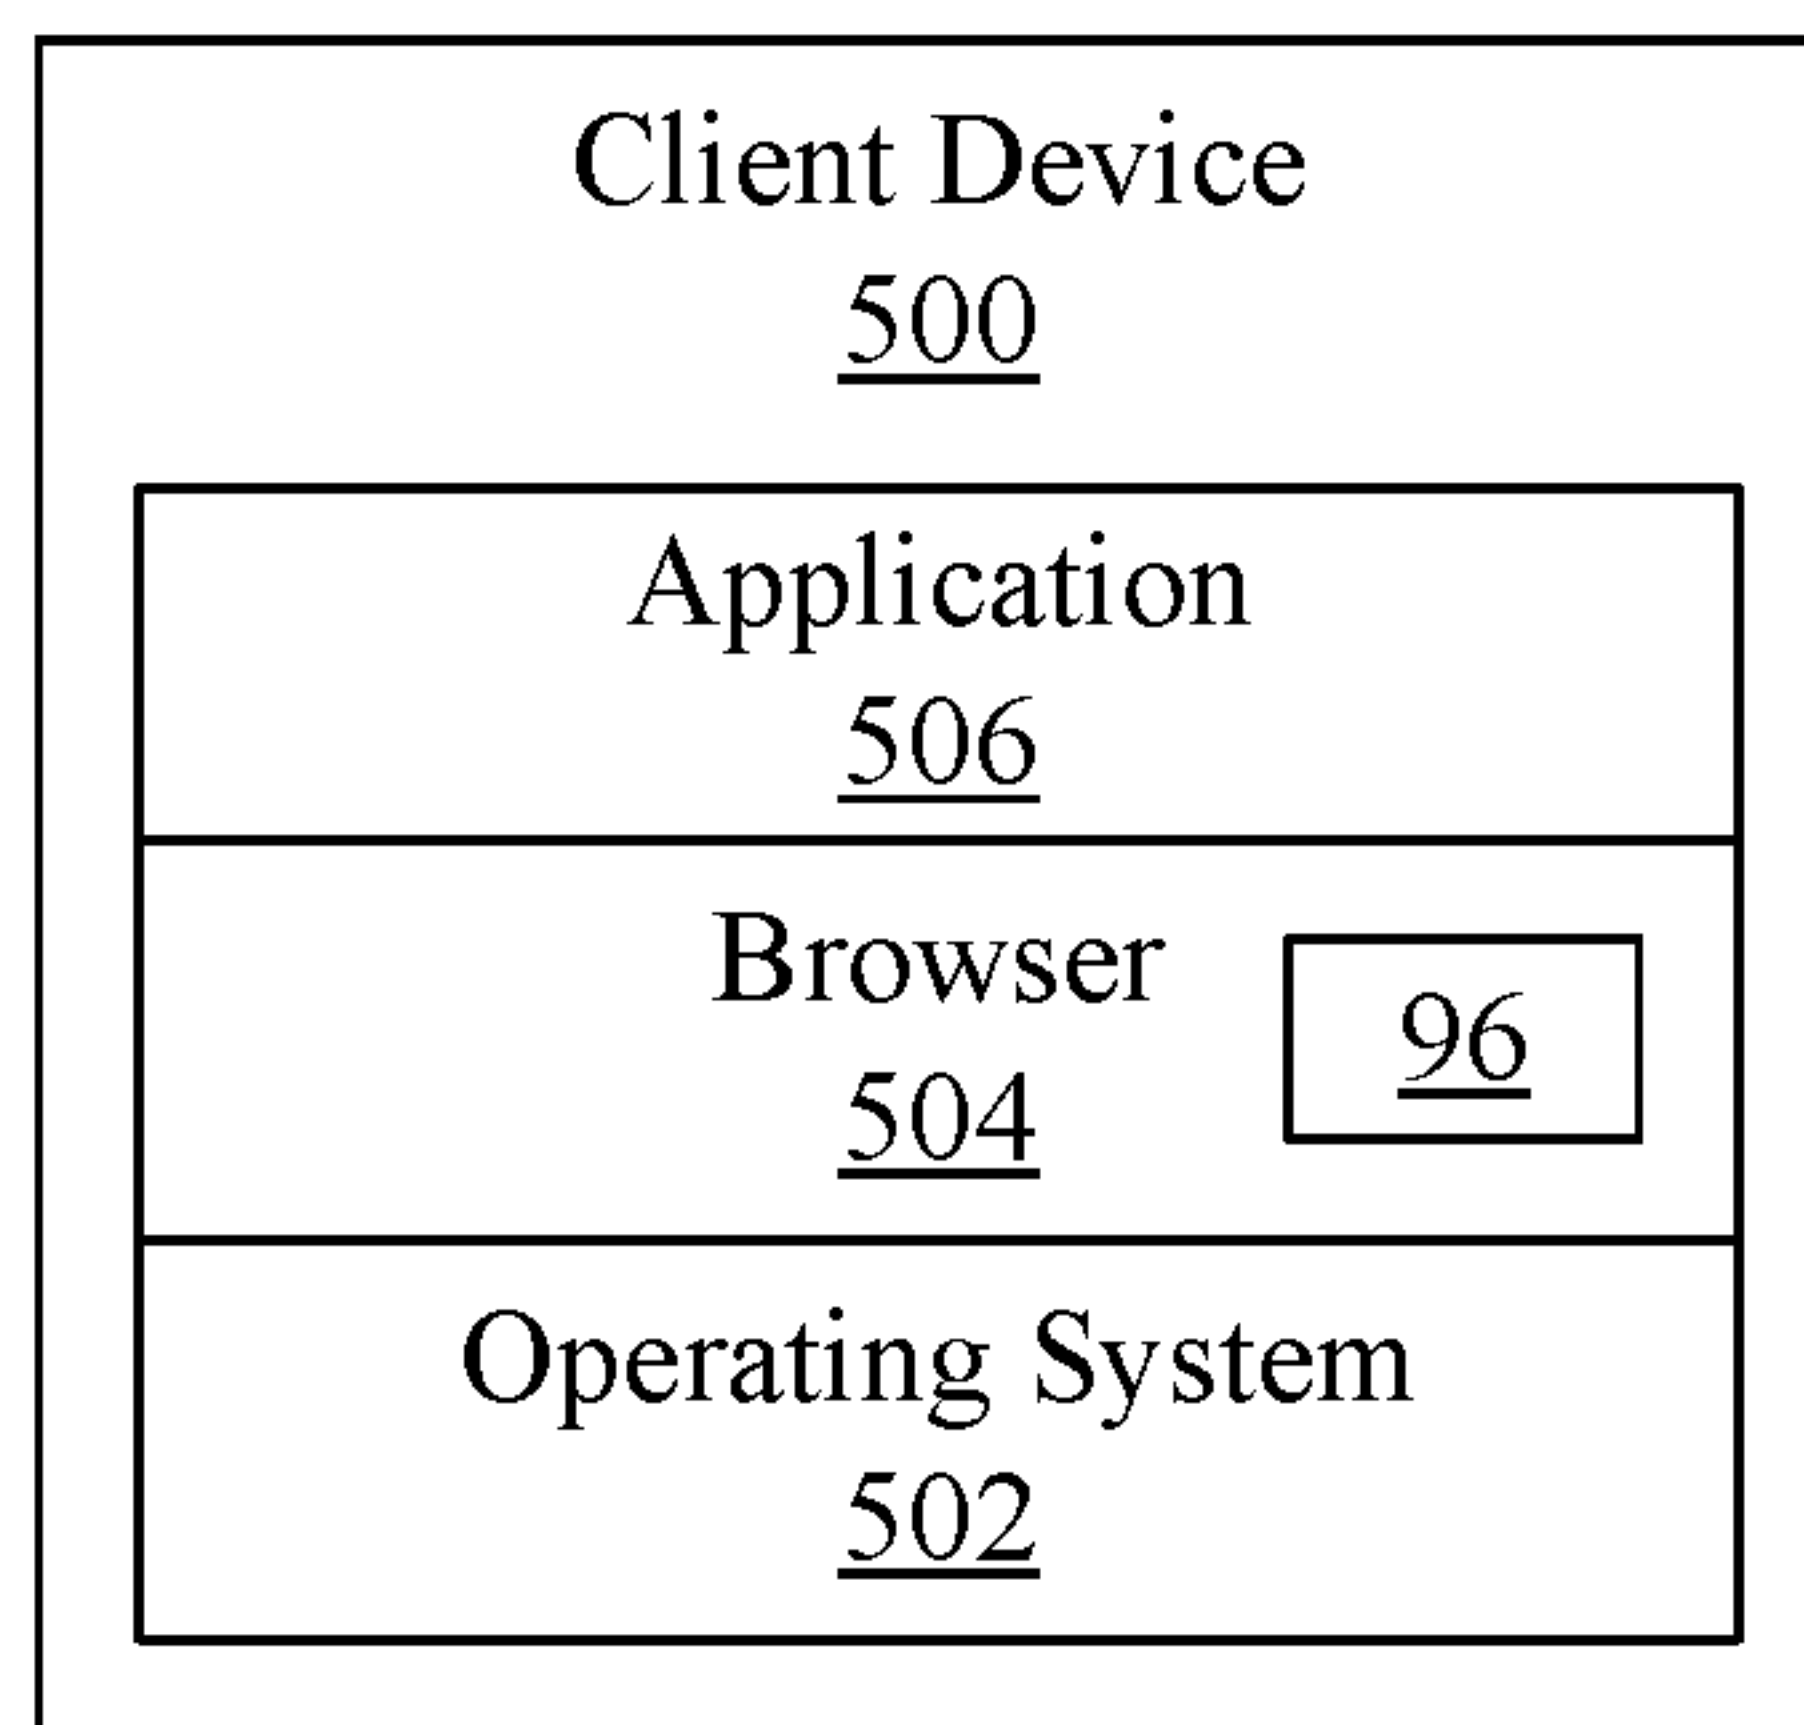 Client Device
500
Application
506
Browser
504
96
Operating System
502